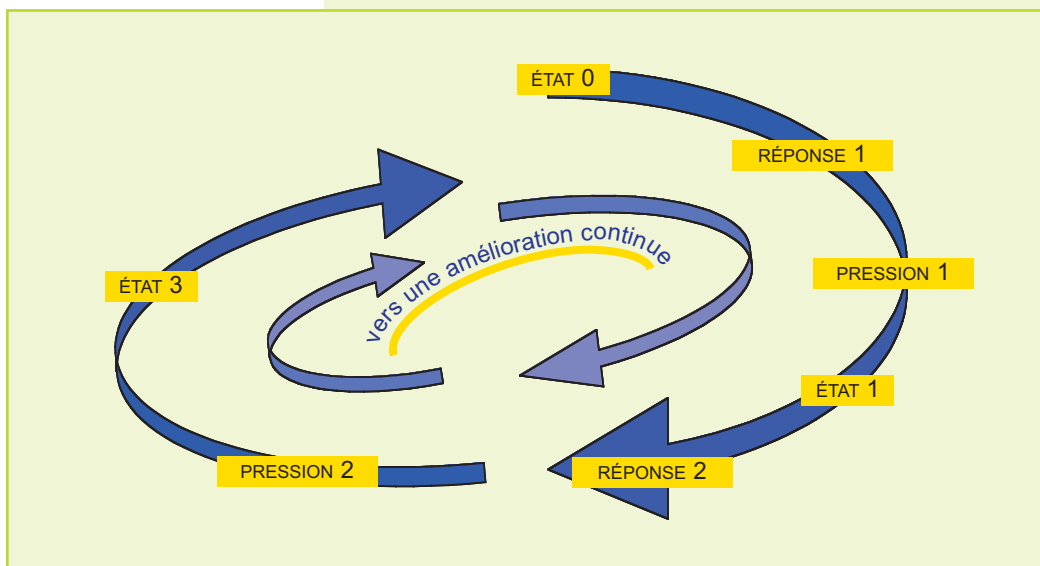 ÉTAT 0
RÉPONSE 1
PRESSION 1
ÉTAT 1
RÉPONSE 2
PRESSION 2
ÉTAT 3
vers une amélioration continue